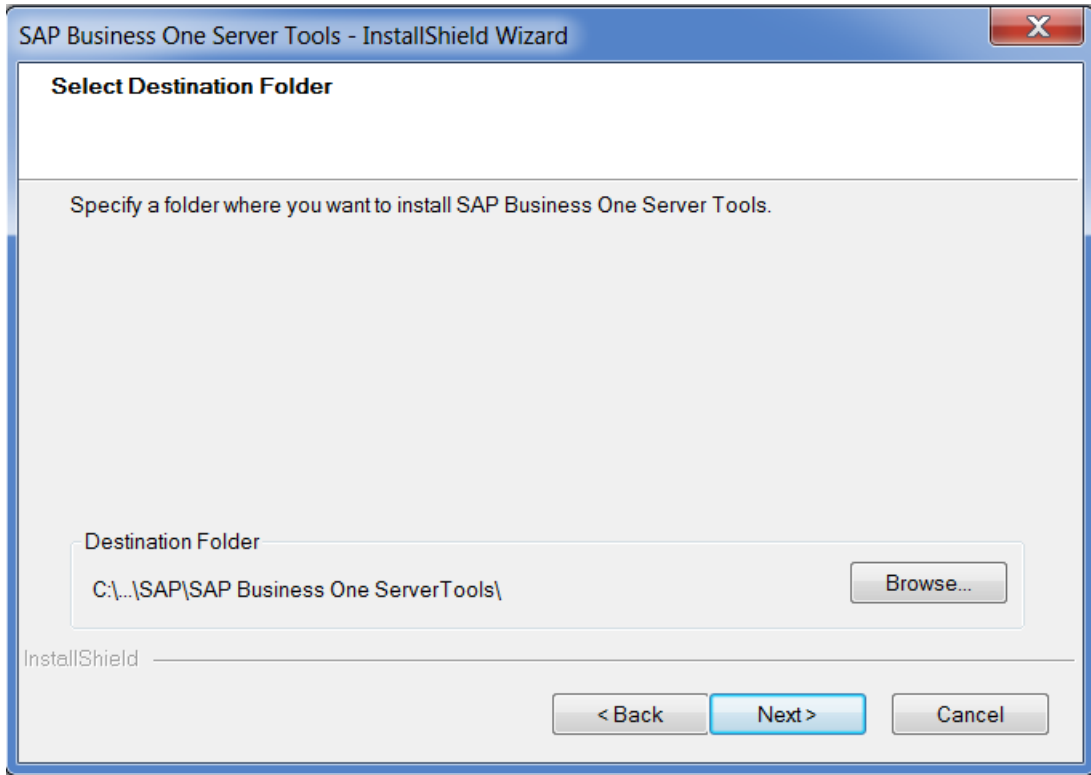 SAP Business One Server Tools - InstallShield Wizard
Select Destination Folder
Specify a folder where you want to install SAP Business One Server Tools.
Destination Folder
C:\...\SAP\SAP Business One ServerTools\
Browse...
InstallShield
< Back
Next >
Cancel